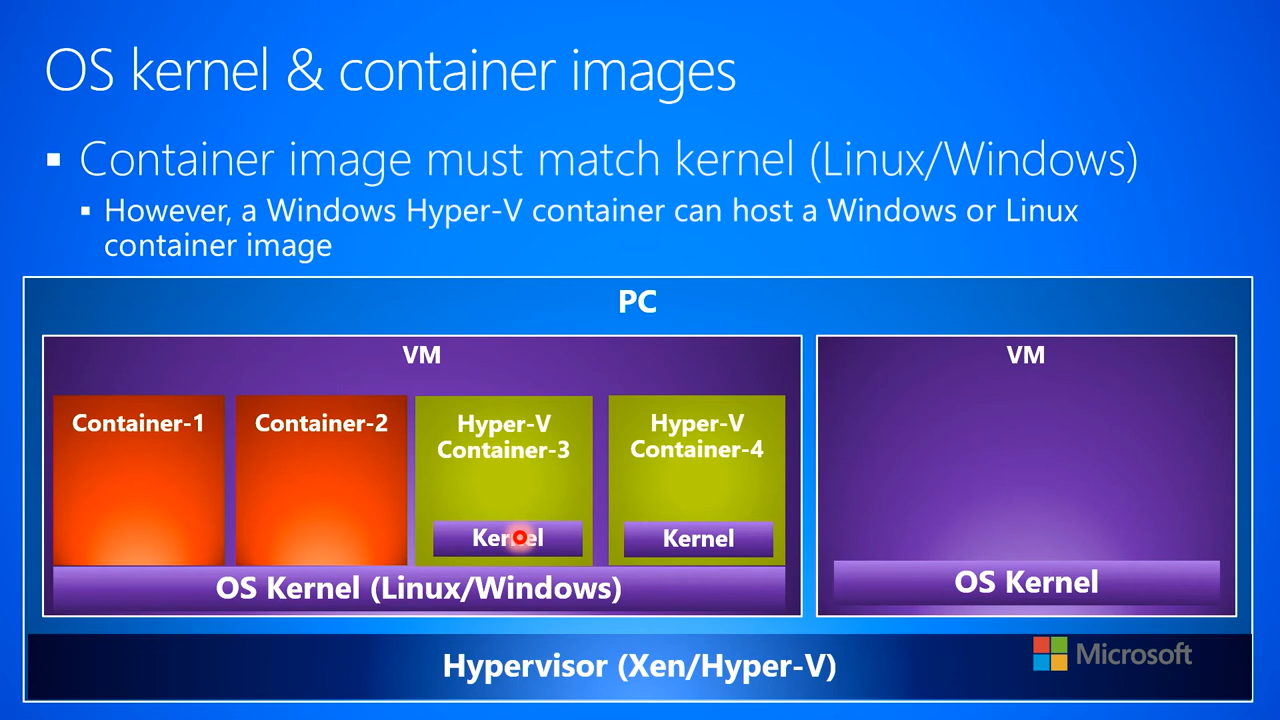 OS kernel & container images
Container image must match kernel (Linux/Windows)
However, a Windows Hyper-V container can host a Windows or Linux
container image
PC
VM
Container-1
Container-2
Hyper-V
Container-3
Kernel
Hyper-V
Container-4
Kernel
OS Kernel (Linux/Windows)
VM
OS Kernel
Hypervisor (Xen/Hyper-V)
Microsoft